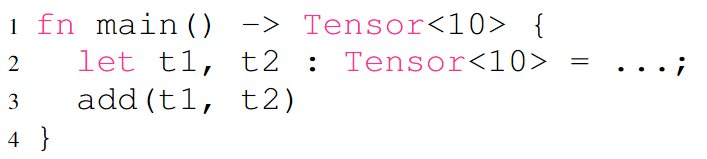 1 fn main() -> Tensor<10> {
2 let t1, t2 : Tensor<10> = ...;
3 add(t1, t2)
4 }